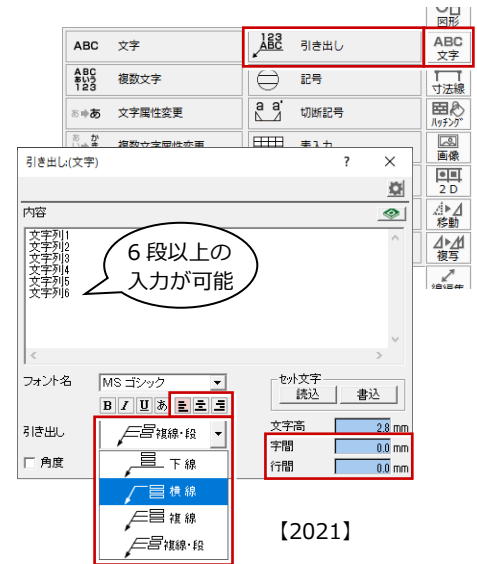 図形
ABC 文字
123 ABC 引き出し
ABC 文字
ABC あいう 123 複数文字
記号
寸法線
あ⇒あ 文字属性変更
a a' 切断記号
ハッチング
複数文字属性変更
表入力
画像
引き出し:(文字)
? ×
2D
内容
移動
文字列1
文字列2
文字列3
文字列4
文字列5
文字列6
6段以上の
入力が可能
複写
線編集
フォント名 MS ゴシック
セット文字
読込 書込
B I U あ
引き出し 複線・段
文字高 2.8 mm
字間 0.0 mm
行間 0.0 mm
角度
下線
横線
複線
複線・段
【2021】